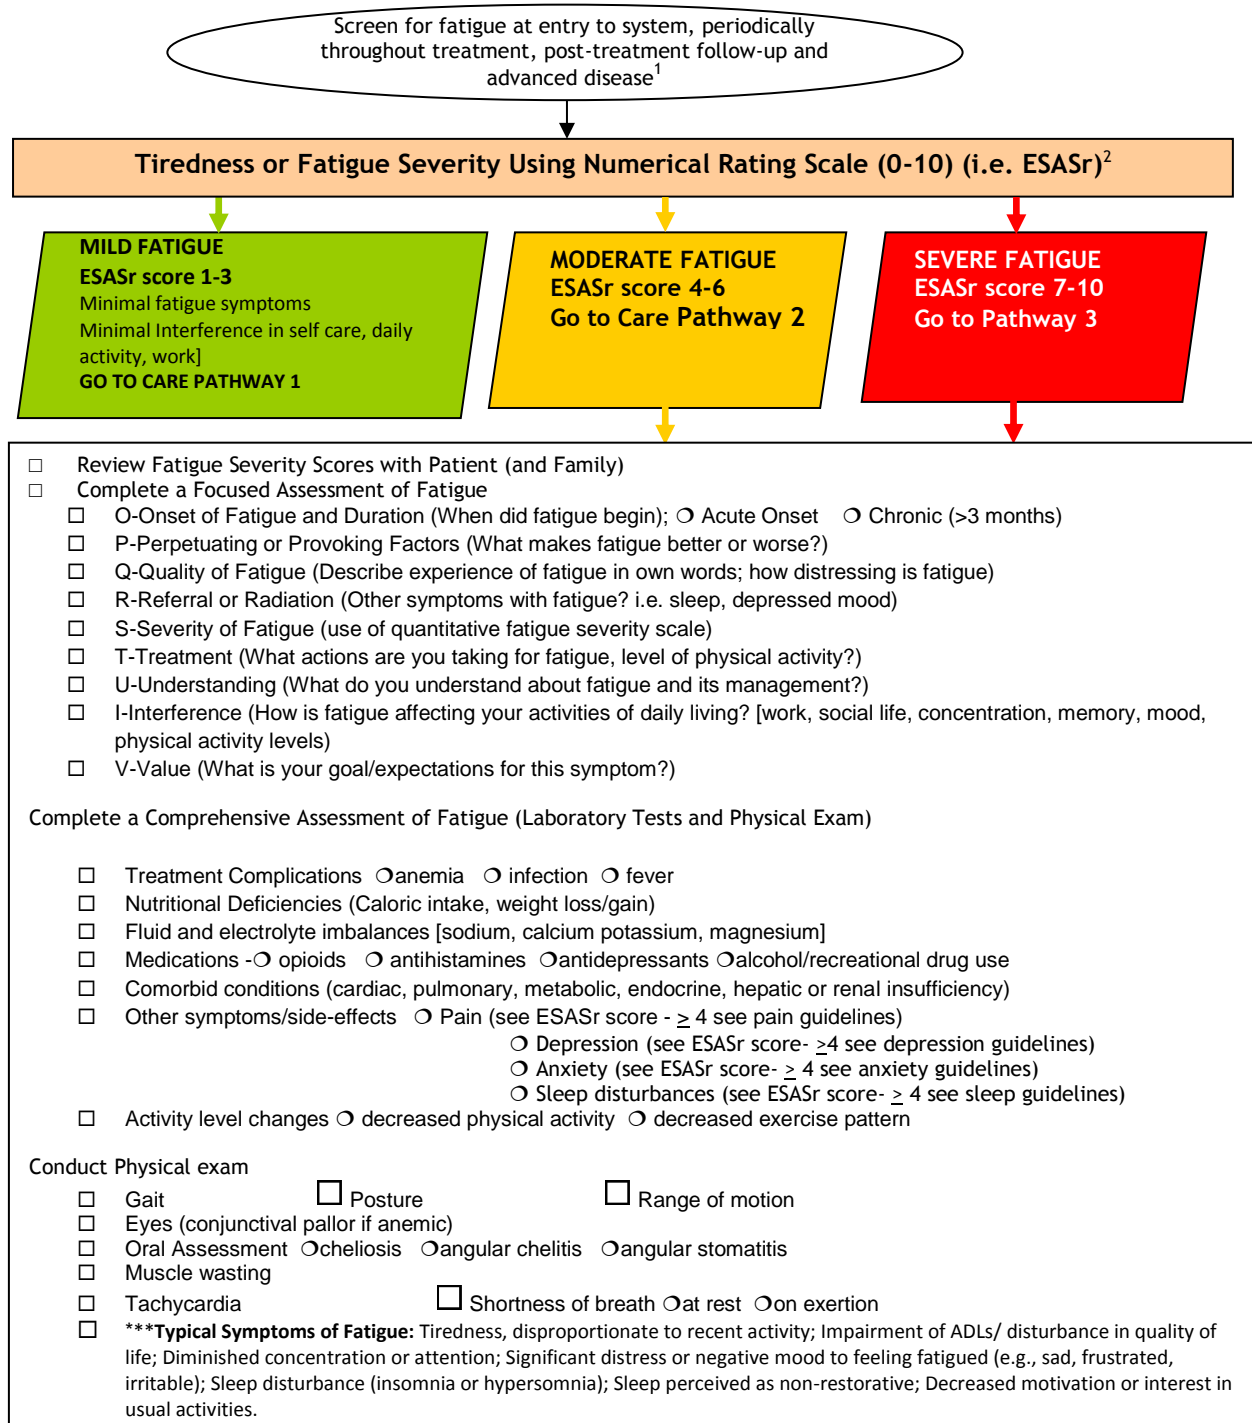 Screen for fatigue at entry to system, periodically
throughout treatment, post-treatment follow-up and
advanced disease1
Tiredness or Fatigue Severity Using Numerical Rating Scale (0-10) (i.e. ESASr)2
MILD FATIGUE
ESASr score 1-3
Minimal fatigue symptoms
Minimal Interference in self care, daily
activity, work]
GO TO CARE PATHWAY 1
MODERATE FATIGUE
ESASr score 4-6
Go to Care Pathway 2
SEVERE FATIGUE
ESASr score 7-10
Go to Pathway 3
□ Review Fatigue Severity Scores with Patient (and Family)
□ Complete a Focused Assessment of Fatigue
□ O-Onset of Fatigue and Duration (When did fatigue begin); ❍ Acute Onset ❍ Chronic (>3 months)
□ P-Perpetuating or Provoking Factors (What makes fatigue better or worse?)
□ Q-Quality of Fatigue (Describe experience of fatigue in own words; how distressing is fatigue)
□ R-Referral or Radiation (Other symptoms with fatigue? i.e. sleep, depressed mood)
□ S-Severity of Fatigue (use of quantitative fatigue severity scale)
□ T-Treatment (What actions are you taking for fatigue, level of physical activity?)
□ U-Understanding (What do you understand about fatigue and its management?)
□ I-Interference (How is fatigue affecting your activities of daily living? [work, social life, concentration, memory, mood,
physical activity levels)
□ V-Value (What is your goal/expectations for this symptom?)
Complete a Comprehensive Assessment of Fatigue (Laboratory Tests and Physical Exam)
□ Treatment Complications ❍anemia ❍ infection ❍ fever
□ Nutritional Deficiencies (Caloric intake, weight loss/gain)
□ Fluid and electrolyte imbalances [sodium, calcium potassium, magnesium]
□ Medications -❍ opioids ❍ antihistamines ❍antidepressants ❍alcohol/recreational drug use
□ Comorbid conditions (cardiac, pulmonary, metabolic, endocrine, hepatic or renal insufficiency)
□ Other symptoms/side-effects ❍ Pain (see ESASr score - ≥ 4 see pain guidelines)
❍ Depression (see ESASr score- ≥4 see depression guidelines)
❍ Anxiety (see ESASr score- ≥ 4 see anxiety guidelines)
❍ Sleep disturbances (see ESASr score- ≥ 4 see sleep guidelines)
□ Activity level changes ❍ decreased physical activity ❍ decreased exercise pattern
Conduct Physical exam
□ Gait □ Posture □ Range of motion
□ Eyes (conjunctival pallor if anemic)
□ Oral Assessment ❍cheliosis ❍angular chelitis ❍angular stomatitis
□ Muscle wasting
□ Tachycardia □ Shortness of breath ❍at rest ❍on exertion
□ ***Typical Symptoms of Fatigue: Tiredness, disproportionate to recent activity; Impairment of ADLs/ disturbance in quality of
life; Diminished concentration or attention; Significant distress or negative mood to feeling fatigued (e.g., sad, frustrated,
irritable); Sleep disturbance (insomnia or hypersomnia); Sleep perceived as non-restorative; Decreased motivation or interest in
usual activities.